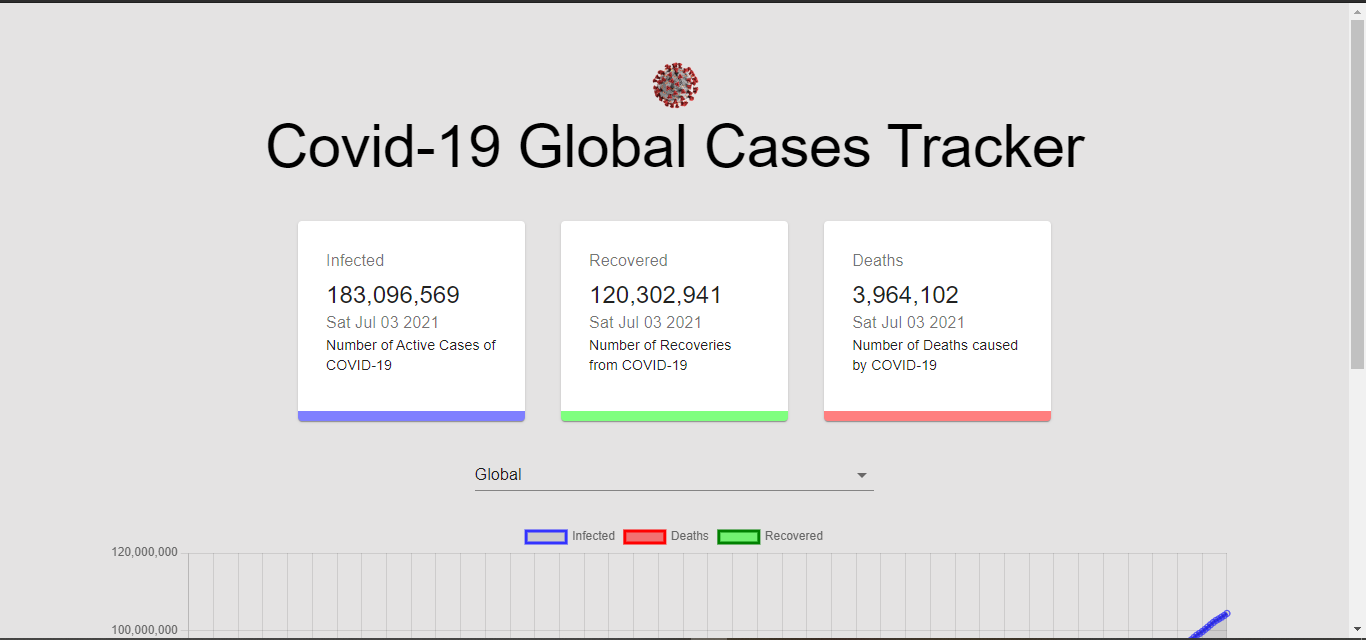 Covid-19 Global Cases Tracker
Infected
183,096,569
Sat Jul 03 2021
Number of Active Cases of
COVID-19
Recovered
120,302,941
Sat Jul 03 2021
Number of Recoveries
from COVID-19
Deaths
3,964,102
Sat Jul 03 2021
Number of Deaths caused
by COVID-19
Global
Infected Deaths Recovered
120,000,000
100,000,000